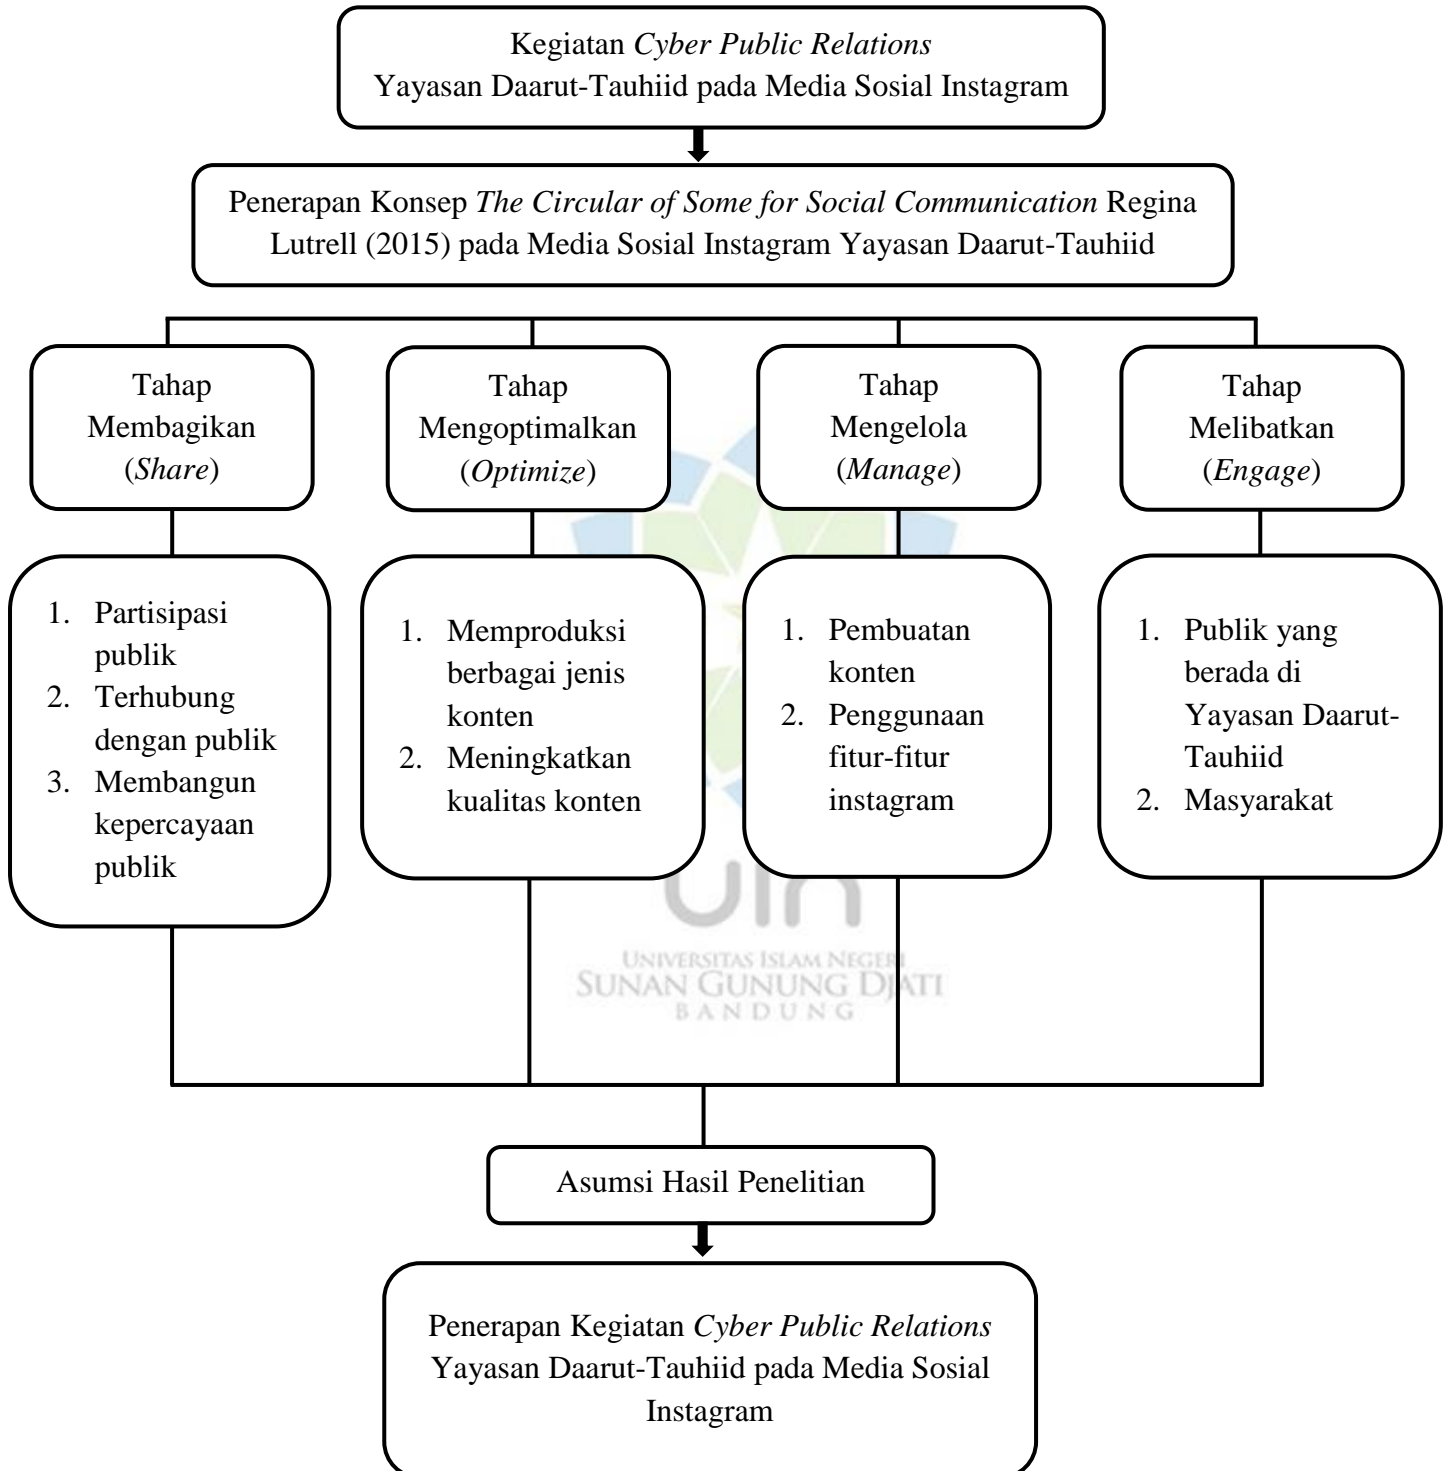 Kegiatan Cyber Public Relations
Yayasan Daarut-Tauhiid pada Media Sosial Instagram
Penerapan Konsep The Circular of Some for Social Communication Regina
Lutrell (2015) pada Media Sosial Instagram Yayasan Daarut-Tauhiid
Tahap
Membagikan
(Share)
Tahap
Mengoptimalkan
(Optimize)
Tahap
Mengelola
(Manage)
Tahap
Melibatkan
(Engage)
1. Partisipasi
publik
2. Terhubung
dengan publik
3. Membangun
kepercayaan
publik
1. Memproduksi
berbagai jenis
konten
2. Meningkatkan
kualitas konten
1. Pembuatan
konten
2. Penggunaan
fitur-fitur
instagram
1. Publik yang
berada di
Yayasan Daarut-
Tauhiid
2. Masyarakat
uin
UNIVERSITAS ISLAM NEGERI
SUNAN GUNUNG DJATI
BANDUNG
Asumsi Hasil Penelitian
Penerapan Kegiatan Cyber Public Relations
Yayasan Daarut-Tauhiid pada Media Sosial
Instagram